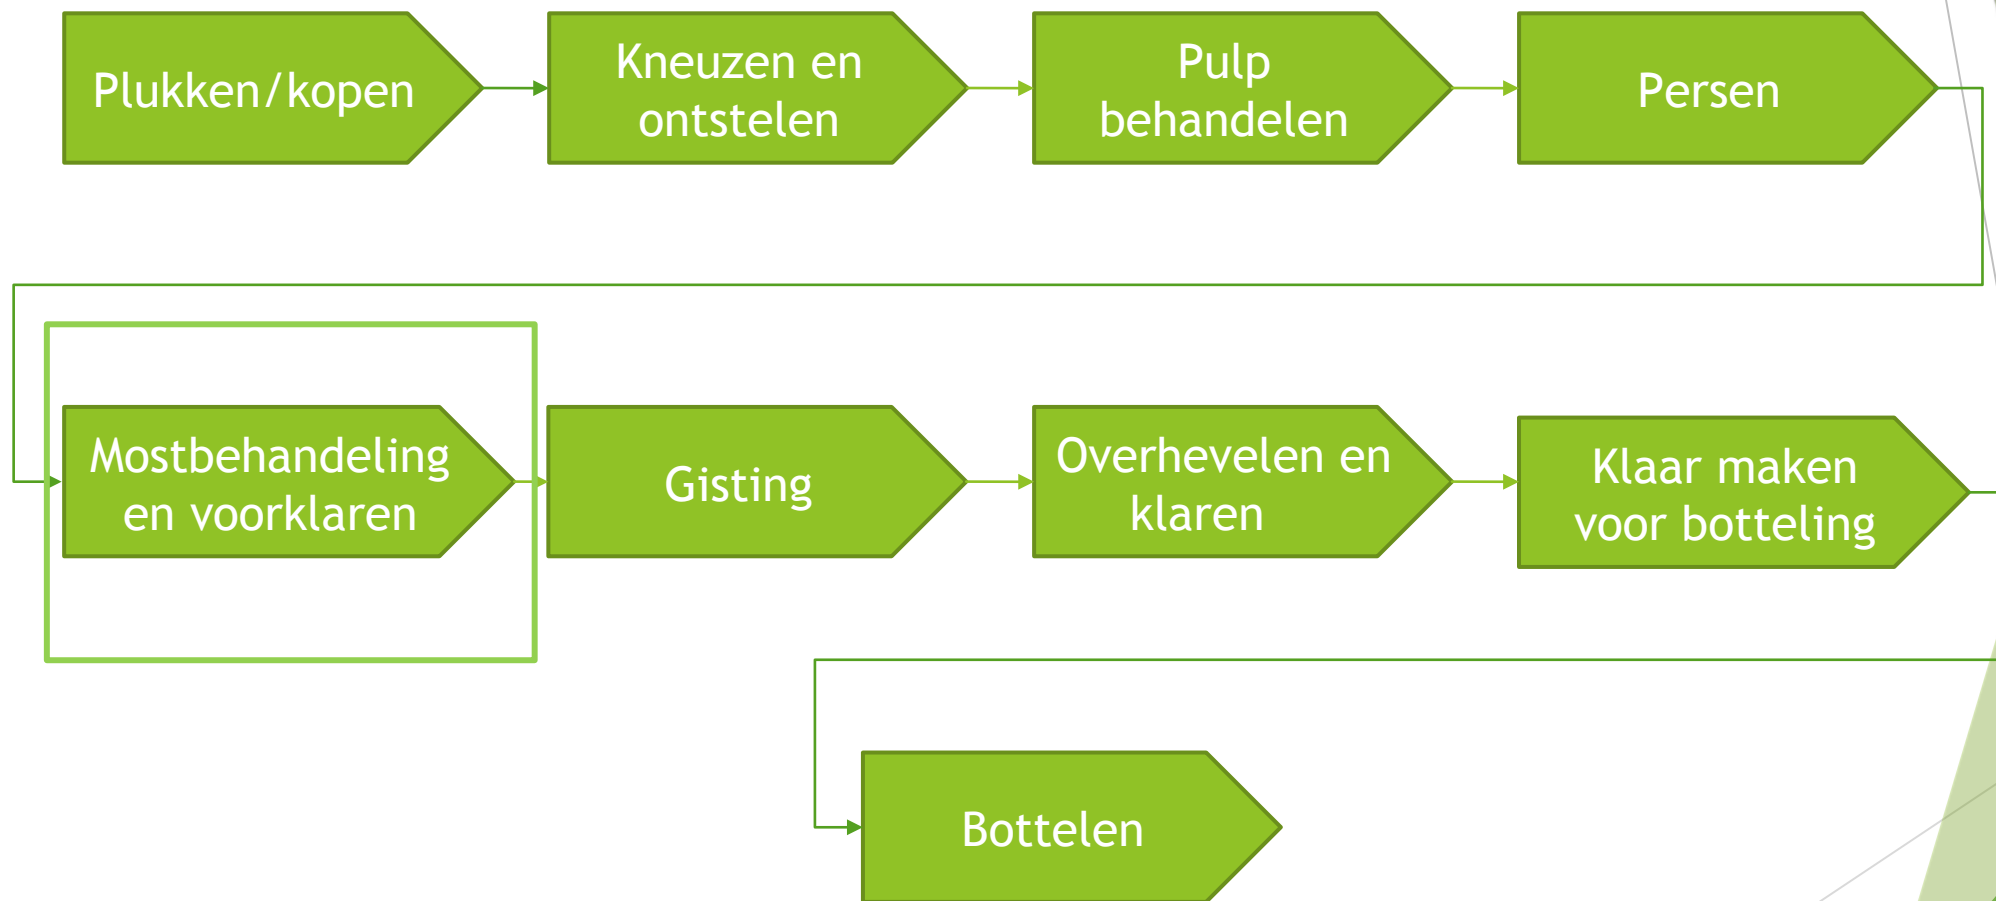 Plukken/kopen
Kneuzen en
ontstelen
Pulp
behandelen
Persen
Mostbehandeling
en voorklaren
Gisting
Overhevelen en
klaren
Klaar maken
voor botteling
Bottelen